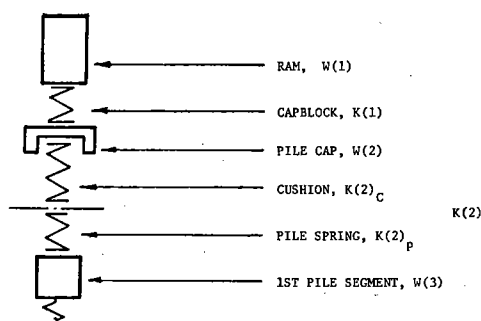 RAM, W(1)
CAPBLOCK, K(1)
PILE CAP, W(2)
CUSHION, K(2)C
K(2)
PILE SPRING, K(2)p
1ST PILE SEGMENT, W(3)